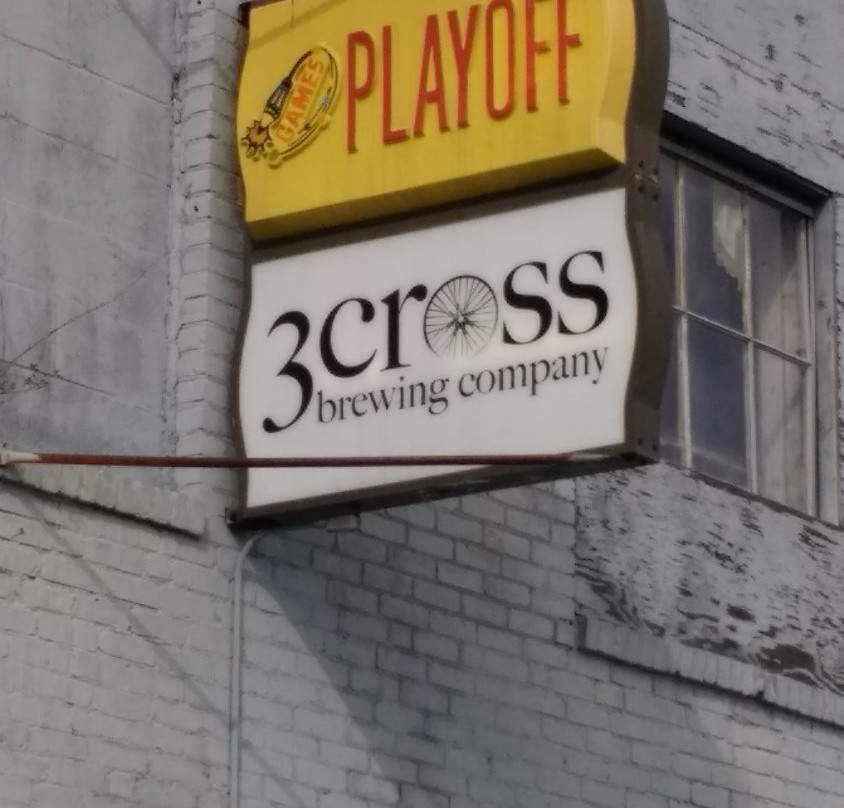 GAMES
PLAYOFF
3cross
brewing company